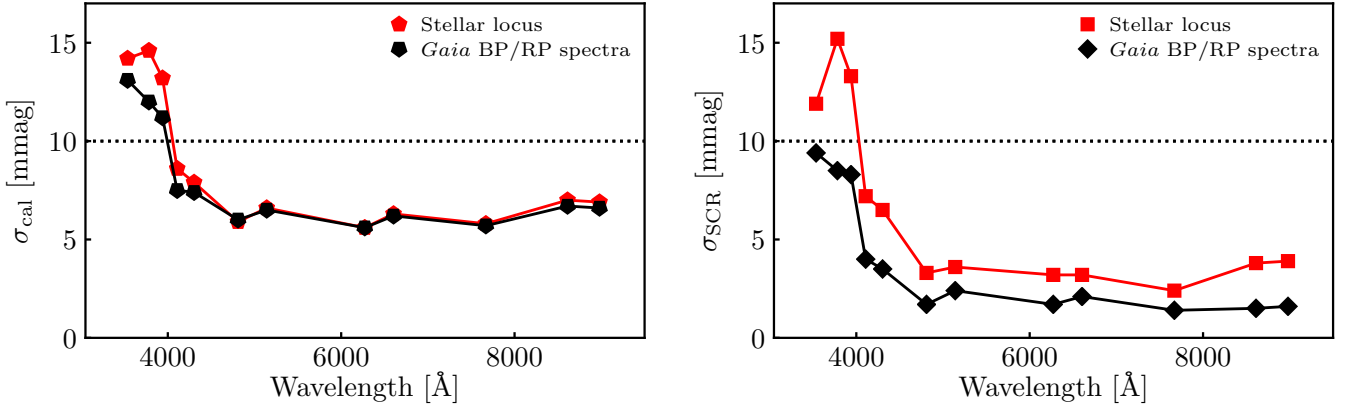 σcal [mmag]
15
10
5
0
Stellar locus
Gaia BP/RP spectra
4000 6000 8000
Wavelength [Å]
σSCR [mmag]
15
10
5
0
Stellar locus
Gaia BP/RP spectra
4000 6000 8000
Wavelength [Å]